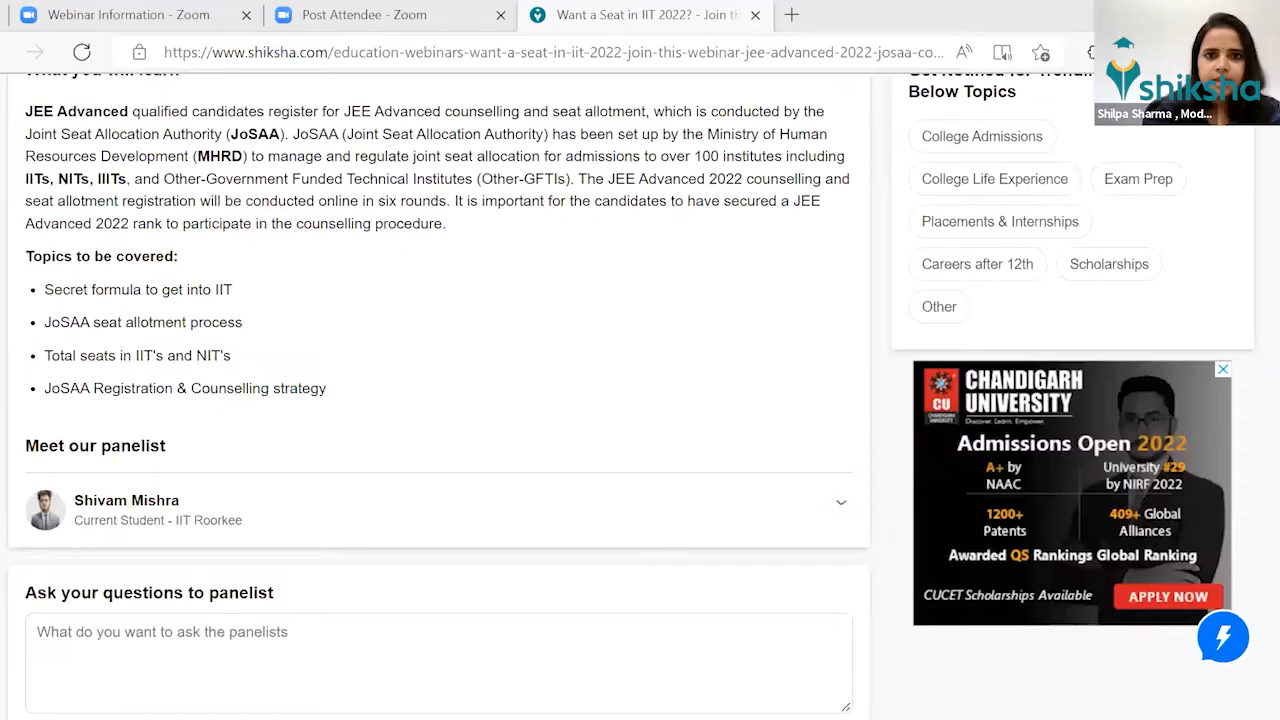 Webinar Information - Zoom
Post Attendee - Zoom
Want a Seat in IIT 2022? - Join th
https://www.shiksha.com/education-webinars-want-a-seat-in-iit-2022-join-this-webinar-jee-advanced-2022-josaa-co...
shiksha
Shilpa Sharma , Mod...
What you will learn
JEE Advanced qualified candidates register for JEE Advanced counselling and seat allotment, which is conducted by the
Joint Seat Allocation Authority (JoSAA). JoSAA (Joint Seat Allocation Authority) has been set up by the Ministry of Human
Resources Development (MHRD) to manage and regulate joint seat allocation for admissions to over 100 institutes including
IITs, NITs, IIITs, and Other-Government Funded Technical Institutes (Other-GFTIs). The JEE Advanced 2022 counselling and
seat allotment registration will be conducted online in six rounds. It is important for the candidates to have secured a JEE
Advanced 2022 rank to participate in the counselling procedure.
Topics to be covered:
• Secret formula to get into IIT
• JoSAA seat allotment process
• Total seats in IIT's and NIT's
• JoSAA Registration & Counselling strategy
Meet our panelist
Shivam Mishra
Current Student - IIT Roorkee
Ask your questions to panelist
What do you want to ask the panelists
Get Notified for
Below Topics
College Admissions
College Life Experience
Exam Prep
Placements & Internships
Careers after 12th
Scholarships
Other
CU
CHANDIGARH
UNIVERSITY
Discover. Learn. Empower.
Admissions Open 2022
A+ by
NAAC
University #29
by NIRF 2022
1200+
Patents
409+ Global
Alliances
Awarded QS Rankings Global Ranking
CUCET Scholarships Available
APPLY NOW